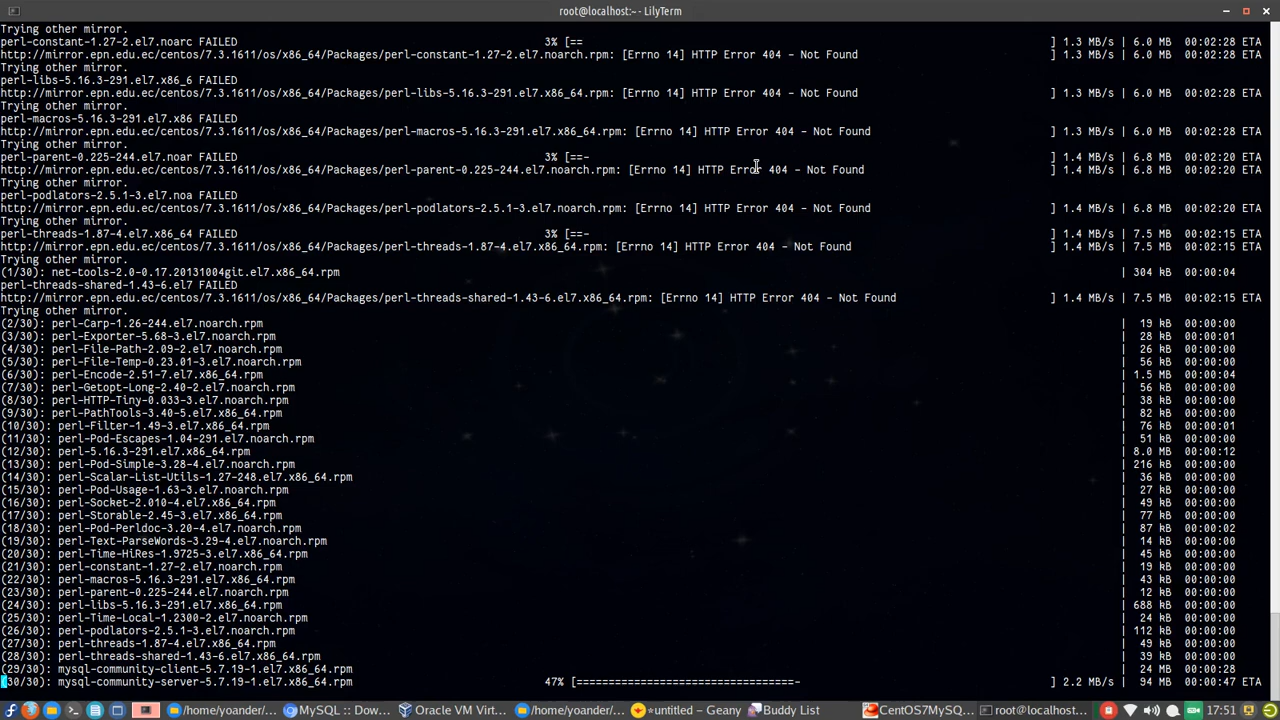 root@localhost:~ - LilyTerm
Trying other mirror.
perl-constant-1.27-2.el7.noarc FAILED 3% [== ] 1.3 MB/s | 6.0 MB 00:02:28 ETA
http://mirror.epn.edu.ec/centos/7.3.1611/os/x86_64/Packages/perl-constant-1.27-2.el7.noarch.rpm: [Errno 14] HTTP Error 404 - Not Found ] 1.3 MB/s | 6.0 MB 00:02:28 ETA
Trying other mirror.
perl-libs-5.16.3-291.el7.x86_6 FAILED
http://mirror.epn.edu.ec/centos/7.3.1611/os/x86_64/Packages/perl-libs-5.16.3-291.el7.x86_64.rpm: [Errno 14] HTTP Error 404 - Not Found ] 1.3 MB/s | 6.0 MB 00:02:28 ETA
Trying other mirror.
perl-macros-5.16.3-291.el7.x86 FAILED
http://mirror.epn.edu.ec/centos/7.3.1611/os/x86_64/Packages/perl-macros-5.16.3-291.el7.x86_64.rpm: [Errno 14] HTTP Error 404 - Not Found ] 1.3 MB/s | 6.0 MB 00:02:28 ETA
Trying other mirror.
perl-parent-0.225-244.el7.noar FAILED 3% [==- ] 1.4 MB/s | 6.8 MB 00:02:20 ETA
http://mirror.epn.edu.ec/centos/7.3.1611/os/x86_64/Packages/perl-parent-0.225-244.el7.noarch.rpm: [Errno 14] HTTP Error 404 - Not Found ] 1.4 MB/s | 6.8 MB 00:02:20 ETA
Trying other mirror.
perl-podlators-2.5.1-3.el7.noa FAILED
http://mirror.epn.edu.ec/centos/7.3.1611/os/x86_64/Packages/perl-podlators-2.5.1-3.el7.noarch.rpm: [Errno 14] HTTP Error 404 - Not Found ] 1.4 MB/s | 6.8 MB 00:02:20 ETA
Trying other mirror.
perl-threads-1.87-4.el7.x86_64 FAILED 3% [==- ] 1.4 MB/s | 7.5 MB 00:02:15 ETA
http://mirror.epn.edu.ec/centos/7.3.1611/os/x86_64/Packages/perl-threads-1.87-4.el7.x86_64.rpm: [Errno 14] HTTP Error 404 - Not Found ] 1.4 MB/s | 7.5 MB 00:02:15 ETA
Trying other mirror.
(1/30): net-tools-2.0-0.17.20131004git.el7.x86_64.rpm | 304 kB 00:00:04
perl-threads-shared-1.43-6.el7 FAILED
http://mirror.epn.edu.ec/centos/7.3.1611/os/x86_64/Packages/perl-threads-shared-1.43-6.el7.x86_64.rpm: [Errno 14] HTTP Error 404 - Not Found ] 1.4 MB/s | 7.5 MB 00:02:15 ETA
Trying other mirror.
(2/30): perl-Carp-1.26-244.el7.noarch.rpm | 19 kB 00:00:00
(3/30): perl-Exporter-5.68-3.el7.noarch.rpm | 28 kB 00:00:01
(4/30): perl-File-Path-2.09-2.el7.noarch.rpm | 26 kB 00:00:00
(5/30): perl-File-Temp-0.23.01-3.el7.noarch.rpm | 56 kB 00:00:00
(6/30): perl-Encode-2.51-7.el7.x86_64.rpm | 1.5 MB 00:00:04
(7/30): perl-Getopt-Long-2.40-2.el7.noarch.rpm | 56 kB 00:00:00
(8/30): perl-HTTP-Tiny-0.033-3.el7.noarch.rpm | 38 kB 00:00:00
(9/30): perl-PathTools-3.40-5.el7.x86_64.rpm | 82 kB 00:00:00
(10/30): perl-Filter-1.49-3.el7.x86_64.rpm | 76 kB 00:00:01
(11/30): perl-Pod-Escapes-1.04-291.el7.noarch.rpm | 51 kB 00:00:00
(12/30): perl-5.16.3-291.el7.x86_64.rpm | 8.0 MB 00:00:12
(13/30): perl-Pod-Simple-3.28-4.el7.noarch.rpm | 216 kB 00:00:00
(14/30): perl-Scalar-List-Utils-1.27-248.el7.x86_64.rpm | 36 kB 00:00:00
(15/30): perl-Pod-Usage-1.63-3.el7.noarch.rpm | 27 kB 00:00:00
(16/30): perl-Socket-2.010-4.el7.x86_64.rpm | 49 kB 00:00:00
(17/30): perl-Storable-2.45-3.el7.x86_64.rpm | 77 kB 00:00:00
(18/30): perl-Pod-Perldoc-3.20-4.el7.noarch.rpm | 87 kB 00:00:02
(19/30): perl-Text-ParseWords-3.29-4.el7.noarch.rpm | 14 kB 00:00:00
(20/30): perl-Time-HiRes-1.9725-3.el7.x86_64.rpm | 45 kB 00:00:00
(21/30): perl-constant-1.27-2.el7.noarch.rpm | 19 kB 00:00:00
(22/30): perl-macros-5.16.3-291.el7.x86_64.rpm | 43 kB 00:00:00
(23/30): perl-parent-0.225-244.el7.noarch.rpm | 12 kB 00:00:00
(24/30): perl-libs-5.16.3-291.el7.x86_64.rpm | 688 kB 00:00:00
(25/30): perl-Time-Local-1.2300-2.el7.noarch.rpm | 24 kB 00:00:00
(26/30): perl-podlators-2.5.1-3.el7.noarch.rpm | 112 kB 00:00:00
(27/30): perl-threads-1.87-4.el7.x86_64.rpm | 49 kB 00:00:00
(28/30): perl-threads-shared-1.43-6.el7.x86_64.rpm | 39 kB 00:00:00
(29/30): mysql-community-client-5.7.19-1.el7.x86_64.rpm | 24 MB 00:00:28
(30/30): mysql-community-server-5.7.19-1.el7.x86_64.rpm 47% [==================================- ] 2.2 MB/s | 94 MB 00:00:47 ETA
/home/yoander... MySQL :: Dow... Oracle VM Virt... /home/yoander... *untitled – Geany Buddy List CentOS7MySQ... root@localhost:... 17:51